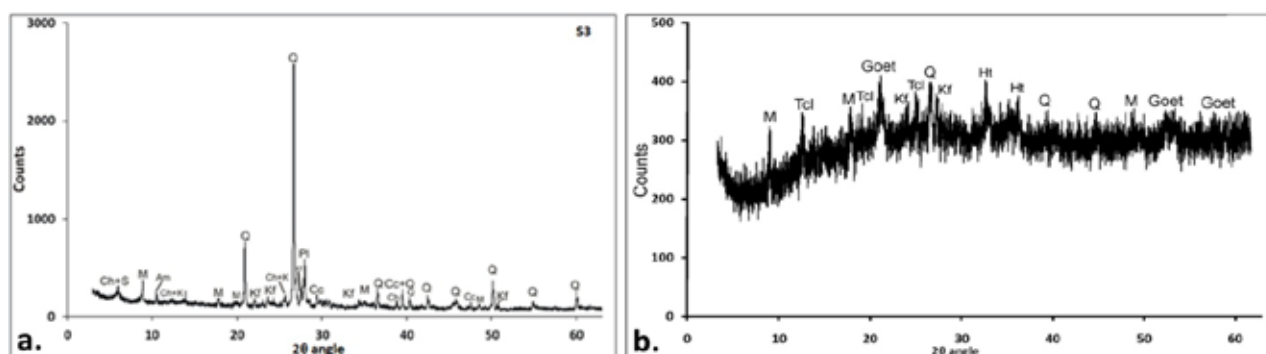 S3
3000
2000
1000
0
Counts
Ch+S
M
Am
Ch+K
Q
M
M
Kf
Kf
Ch+K
Q
Pl
Cc
Kf
M
Q
Cc+Q
Q
Q
Cc
M
Q
Kf
Q
Q
0 10 20 30 40 50 60
2θ angle
a.
500
400
300
200
100
0
Counts
M
Tcl
M
Tcl
Goet
Kf
Tcl
Q
Kf
Ht
Ht
Q
Q
M
Goet
Goet
0 10 20 30 40 50 60
2θ angle
b.